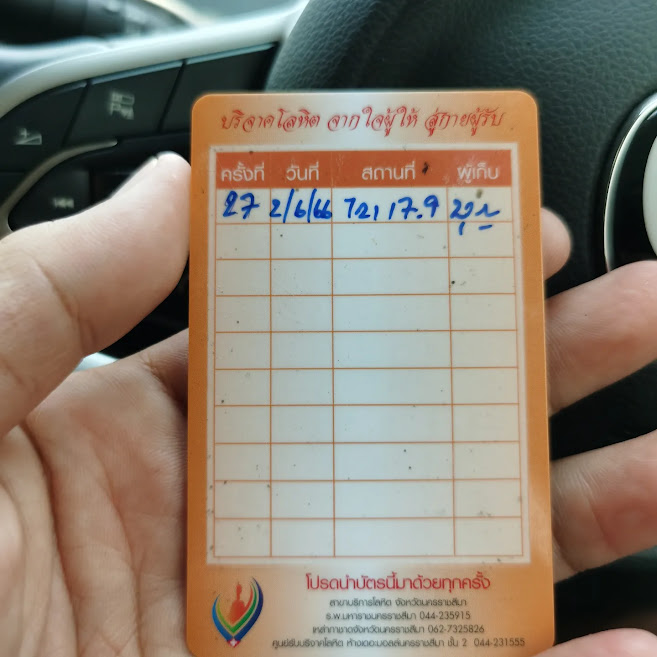 บริจาคโลหิต จากใจผู้ให้ สู่กายผู้รับ
ครั้งที่ วันที่ สถานที่ ผู้เก็บ
27 2/6/66 721 17.9
โปรดนำบัตรนี้มาด้วยทุกครั้ง
สาขาบริการโลหิต จังหวัดนครราชสีมา
ร.พ.มหาราชนครราชสีมา 044-235915
เหล่ากาชาดจังหวัดนครราชสีมา 062-7325826
ศูนย์รับบริจาคโลหิต ห้างเดอะมอลล์นครราชสีมา ชั้น 2 044-231555